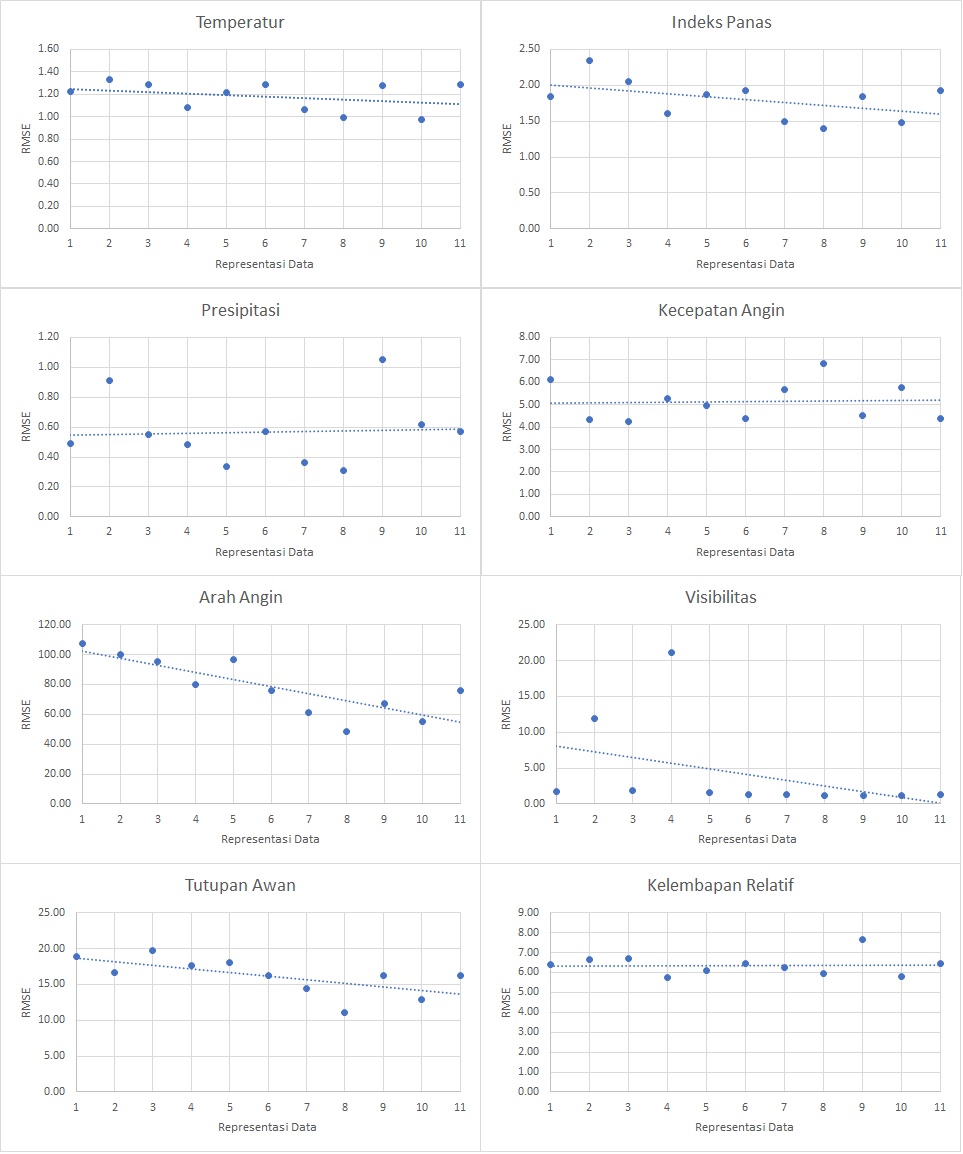 Temperatur
1.60
1.40
1.20
1.00
0.80
0.60
0.40
0.20
0.00
RMSE
1 2 3 4 5 6 7 8 9 10 11
Representasi Data
Indeks Panas
2.50
2.00
1.50
1.00
0.50
0.00
RMSE
1 2 3 4 5 6 7 8 9 10 11
Representasi Data
Presipitasi
1.20
1.00
0.80
0.60
0.40
0.20
0.00
RMSE
1 2 3 4 5 6 7 8 9 10 11
Representasi Data
Kecepatan Angin
8.00
7.00
6.00
5.00
4.00
3.00
2.00
1.00
0.00
RMSE
1 2 3 4 5 6 7 8 9 10 11
Representasi Data
Arah Angin
120.00
100.00
80.00
60.00
40.00
20.00
0.00
RMSE
1 2 3 4 5 6 7 8 9 10 11
Representasi Data
Visibilitas
25.00
20.00
15.00
10.00
5.00
0.00
RMSE
1 2 3 4 5 6 7 8 9 10 11
Representasi Data
Tutupan Awan
25.00
20.00
15.00
10.00
5.00
0.00
RMSE
1 2 3 4 5 6 7 8 9 10 11
Representasi Data
Kelembapan Relatif
9.00
8.00
7.00
6.00
5.00
4.00
3.00
2.00
1.00
0.00
RMSE
1 2 3 4 5 6 7 8 9 10 11
Representasi Data